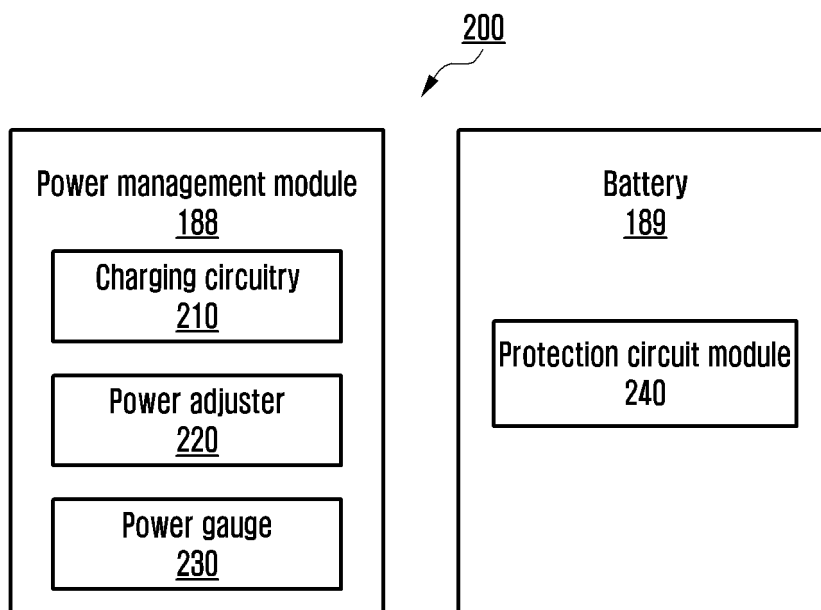 200
Power management module
188
Charging circuitry
210
Power adjuster
220
Power gauge
230
Battery
189
Protection circuit module
240